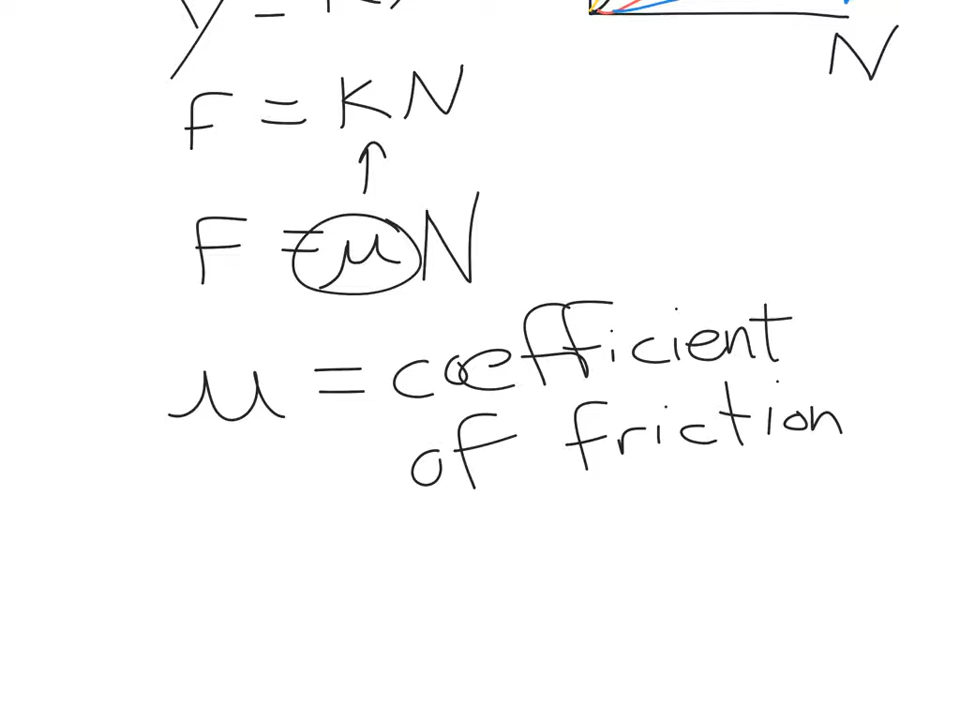 N
F = KN
F = μN
μ = coefficient
of friction